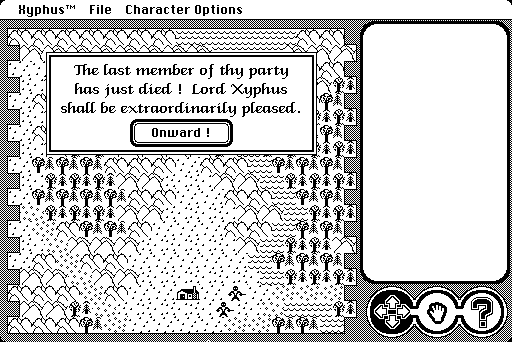 Xyphus™ File Character Options
The last member of thy party
has just died ! Lord Xyphus
shall be extraordinarily pleased.
Onward !
?